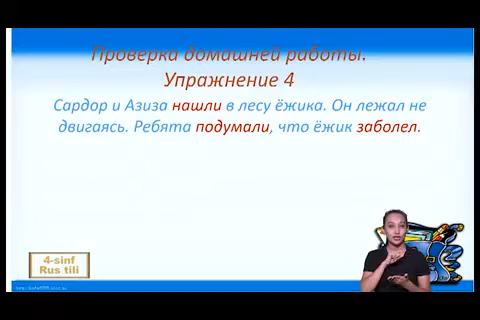 Проверка домашней работы.
Упражнение 4
Сардор и Азиза нашли в лесу ёжика. Он лежал не
двигаясь. Ребята подумали, что ёжик заболел.
4-sinf
Rus tili